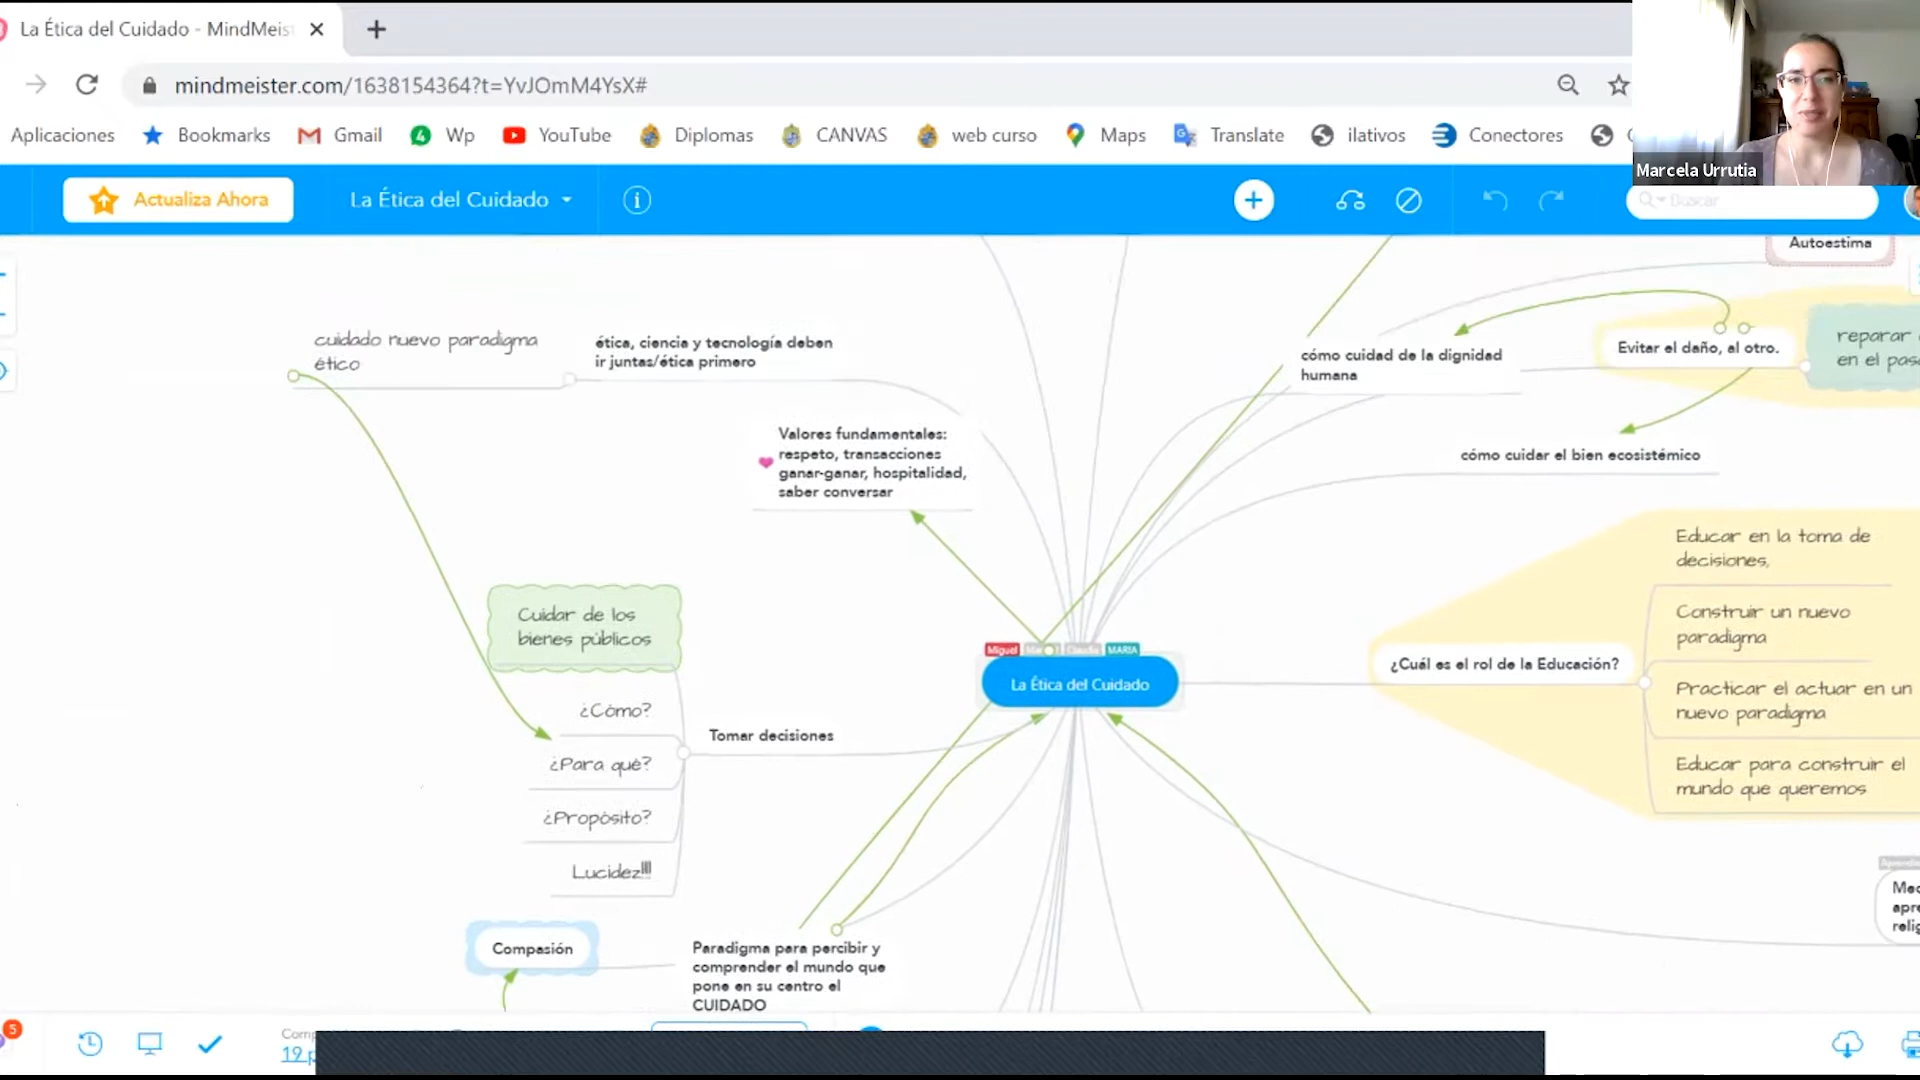 La Ética del Cuidado - MindMeis
mindmeister.com/1638154364?t=YvJOmM4YsX#
Aplicaciones
Bookmarks
Gmail
Wp
YouTube
Diplomas
CANVAS
web curso
Maps
Translate
ilativos
Conectores
Marcela Urrutia
Actualiza Ahora
La Ética del Cuidado
Buscar
Autoestima
cuidado nuevo paradigma
ético
ética, ciencia y tecnología deben
ir juntas/ética primero
cómo cuidad de la dignidad
humana
Evitar el daño, al otro.
reparar
Valores fundamentales:
respeto, transacciones
ganar-ganar, hospitalidad,
saber conversar
cómo cuidar el bien ecosistémico
Educar en la toma de
decisiones,
Construir un nuevo
paradigma
¿Cuál es el rol de la Educación?
Practicar el actuar en un
nuevo paradigma
Educar para construir el
mundo que queremos
Cuidar de los
bienes públicos
Miguel
Claudia
MARIA
La Ética del Cuidado
¿Cómo?
¿Para qué?
¿Propósito?
Lucidez!!!!
Tomar decisiones
Compasión
Paradigma para percibir y
comprender el mundo que
pone en su centro el
CUIDADO
5